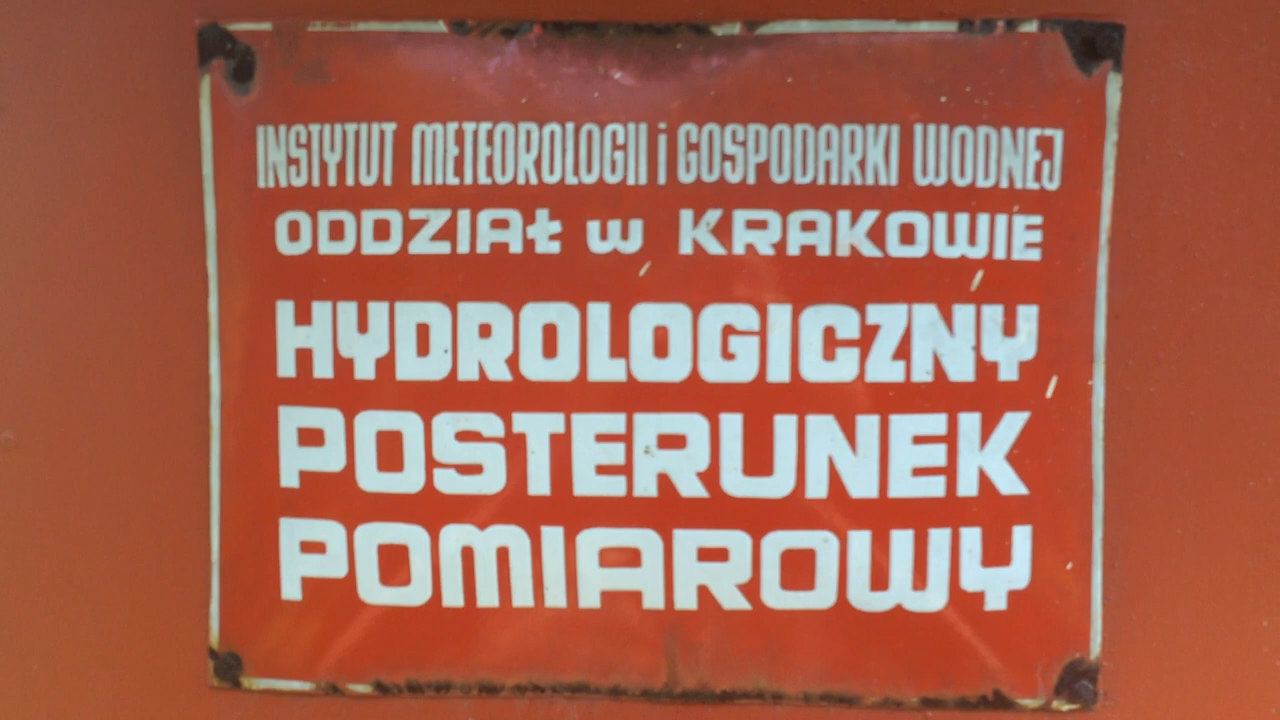 INSTYTUT METEOROLOGII i GOSPODARKI WODNEJ
ODDZIAŁ w KRAKOWIE
HYDROLOGICZNY
POSTERUNEK
POMIAROWY